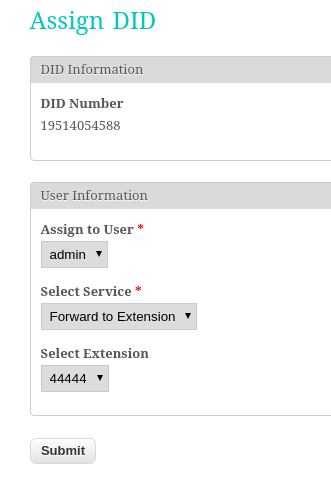 Assign DID
DID Information
DID Number
19514054588
User Information
Assign to User *
admin
Select Service *
Forward to Extension
Select Extension
44444
Submit